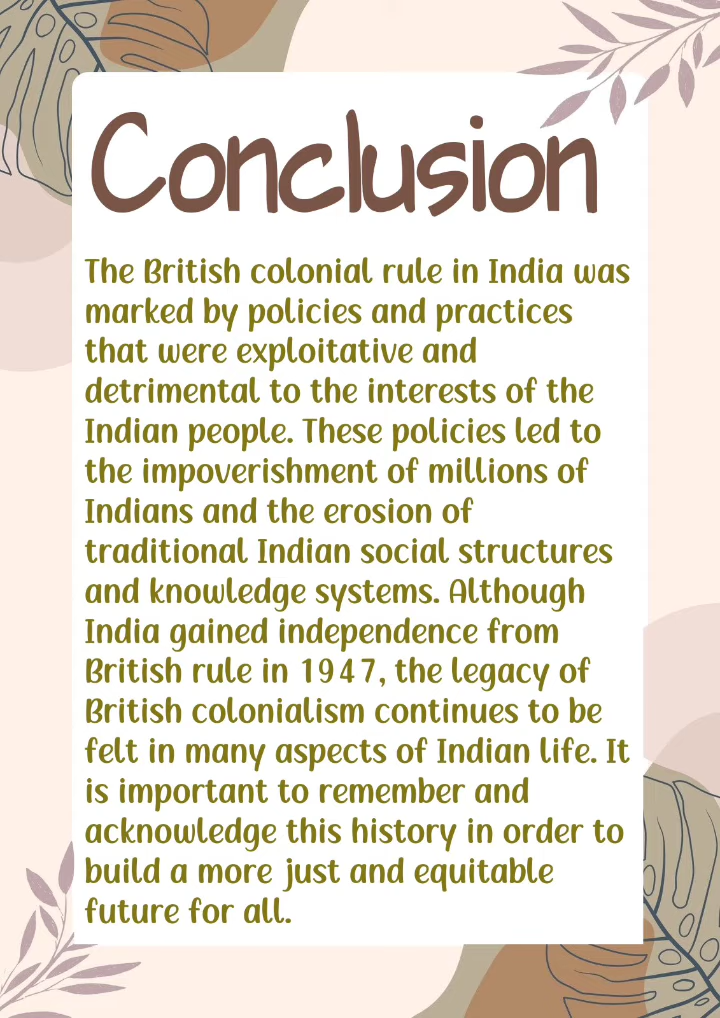 Conclusion
The British colonial rule in India was
marked by policies and practices
that were exploitative and
detrimental to the interests of the
Indian people. These policies led to
the impoverishment of millions of
Indians and the erosion of
traditional Indian social structures
and knowledge systems. Although
India gained independence from
British rule in 1947, the legacy of
British colonialism continues to be
felt in many aspects of Indian life. It
is important to remember and
acknowledge this history in order to
build a more just and equitable
future for all.